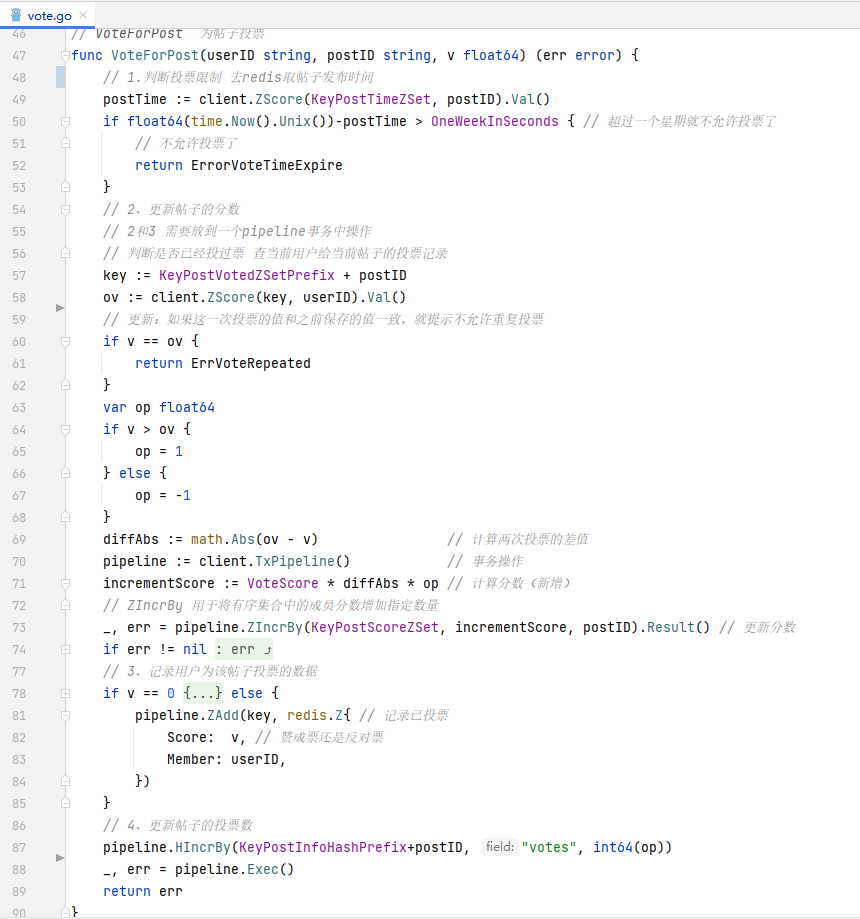 vote.go
46 // VoteForPost 为帖子投票
47 func VoteForPost(userID string, postID string, v float64) (err error) {
48 // 1.判断投票限制 去redis取帖子发布时间
49 postTime := client.ZScore(KeyPostTimeZSet, postID).Val()
50 if float64(time.Now().Unix())-postTime > OneWeekInSeconds { // 超过一个星期就不允许投票了
51 // 不允许投票了
52 return ErrorVoteTimeExpire
53 }
54 // 2、更新帖子的分数
55 // 2和3 需要放到一个pipeline事务中操作
56 // 判断是否已经投过票 查当前用户给当前帖子的投票记录
57 key := KeyPostVotedZSetPrefix + postID
58 ov := client.ZScore(key, userID).Val()
59 // 更新：如果这一次投票的值和之前保存的值一致，就提示不允许重复投票
60 if v == ov {
61 return ErrVoteRepeated
62 }
63 var op float64
64 if v > ov {
65 op = 1
66 } else {
67 op = -1
68 }
69 diffAbs := math.Abs(ov - v) // 计算两次投票的差值
70 pipeline := client.TxPipeline() // 事务操作
71 incrementScore := VoteScore * diffAbs * op // 计算分数（新增）
72 // ZIncrBy 用于将有序集合中的成员分数增加指定数量
73 _, err = pipeline.ZIncrBy(KeyPostScoreZSet, incrementScore, postID).Result() // 更新分数
74 if err != nil : err ⤴
77 // 3、记录用户为该帖子投票的数据
78 if v == 0 {...} else {
81 pipeline.ZAdd(key, redis.Z{ // 记录已投票
82 Score: v, // 赞成票还是反对票
83 Member: userID,
84 })
85 }
86 // 4、更新帖子的投票数
87 pipeline.HIncrBy(KeyPostInfoHashPrefix+postID, field: "votes", int64(op))
88 _, err = pipeline.Exec()
89 return err
90 }